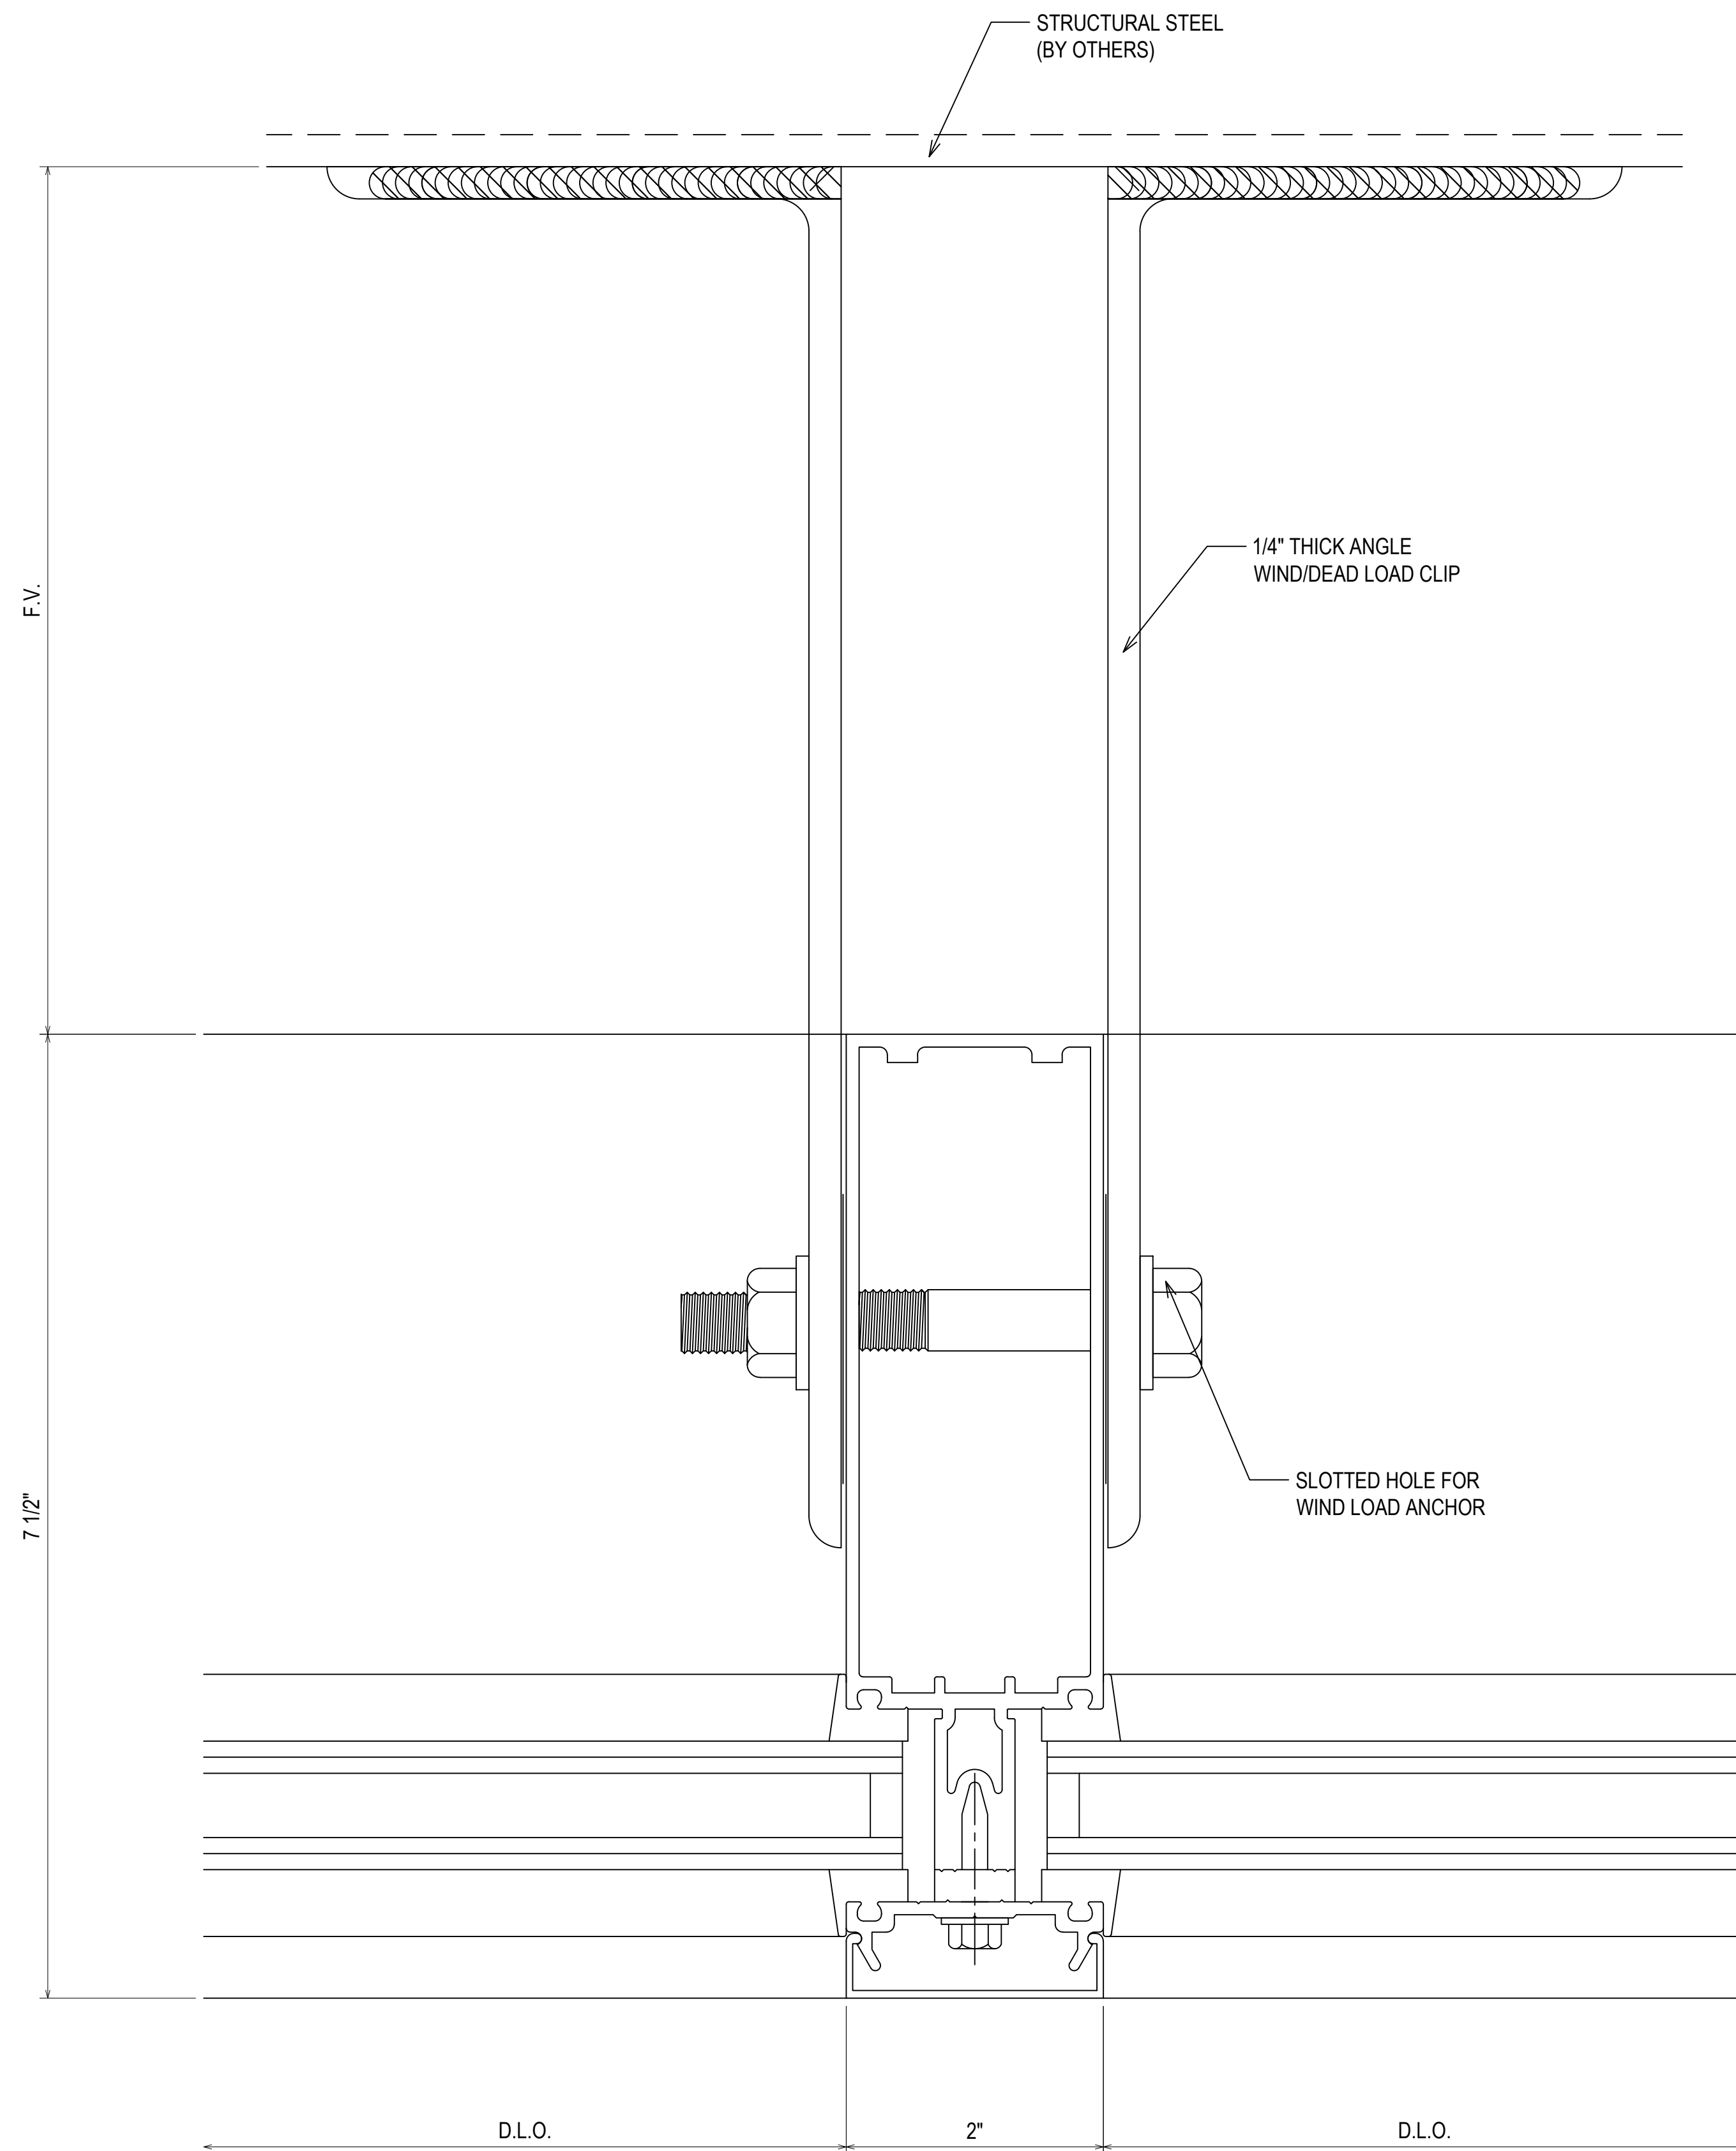 STRUCTURAL STEEL
(BY OTHERS)
F.V.
1/4" THICK ANGLE
WIND/DEAD LOAD CLIP
7 1/2"
SLOTTED HOLE FOR
WIND LOAD ANCHOR
D.L.O.
2"
D.L.O.